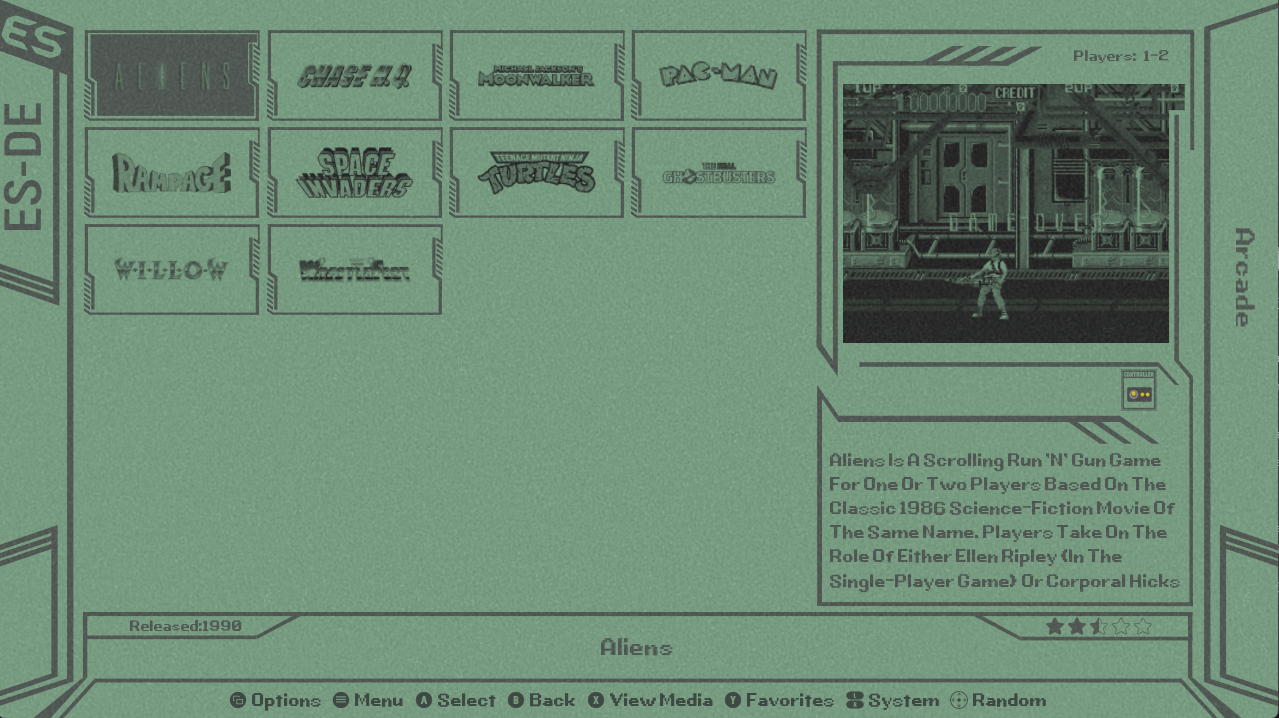 ES
ES-DE
ALIENS
CHASE H.Q.
MICHAEL JACKSON'S
MOONWALKER
PAC-MAN
RAMPAGE
SPACE
INVADERS
TEENAGE MUTANT NINJA
TURTLES
THE REAL
GHOSTBUSTERS
WILLOW
WRESTLEFEST
Players: 1-2
1UP CREDIT 2UP
GAME OVER
CONTROLLER
Arcade
Aliens Is A Scrolling Run 'N' Gun Game
For One Or Two Players Based On The
Classic 1986 Science-Fiction Movie Of
The Same Name. Players Take On The
Role Of Either Ellen Ripley (In The
Single-Player Game) Or Corporal Hicks
Released:1990
Aliens
Options Menu A Select B Back X View Media Y Favorites L R System Random